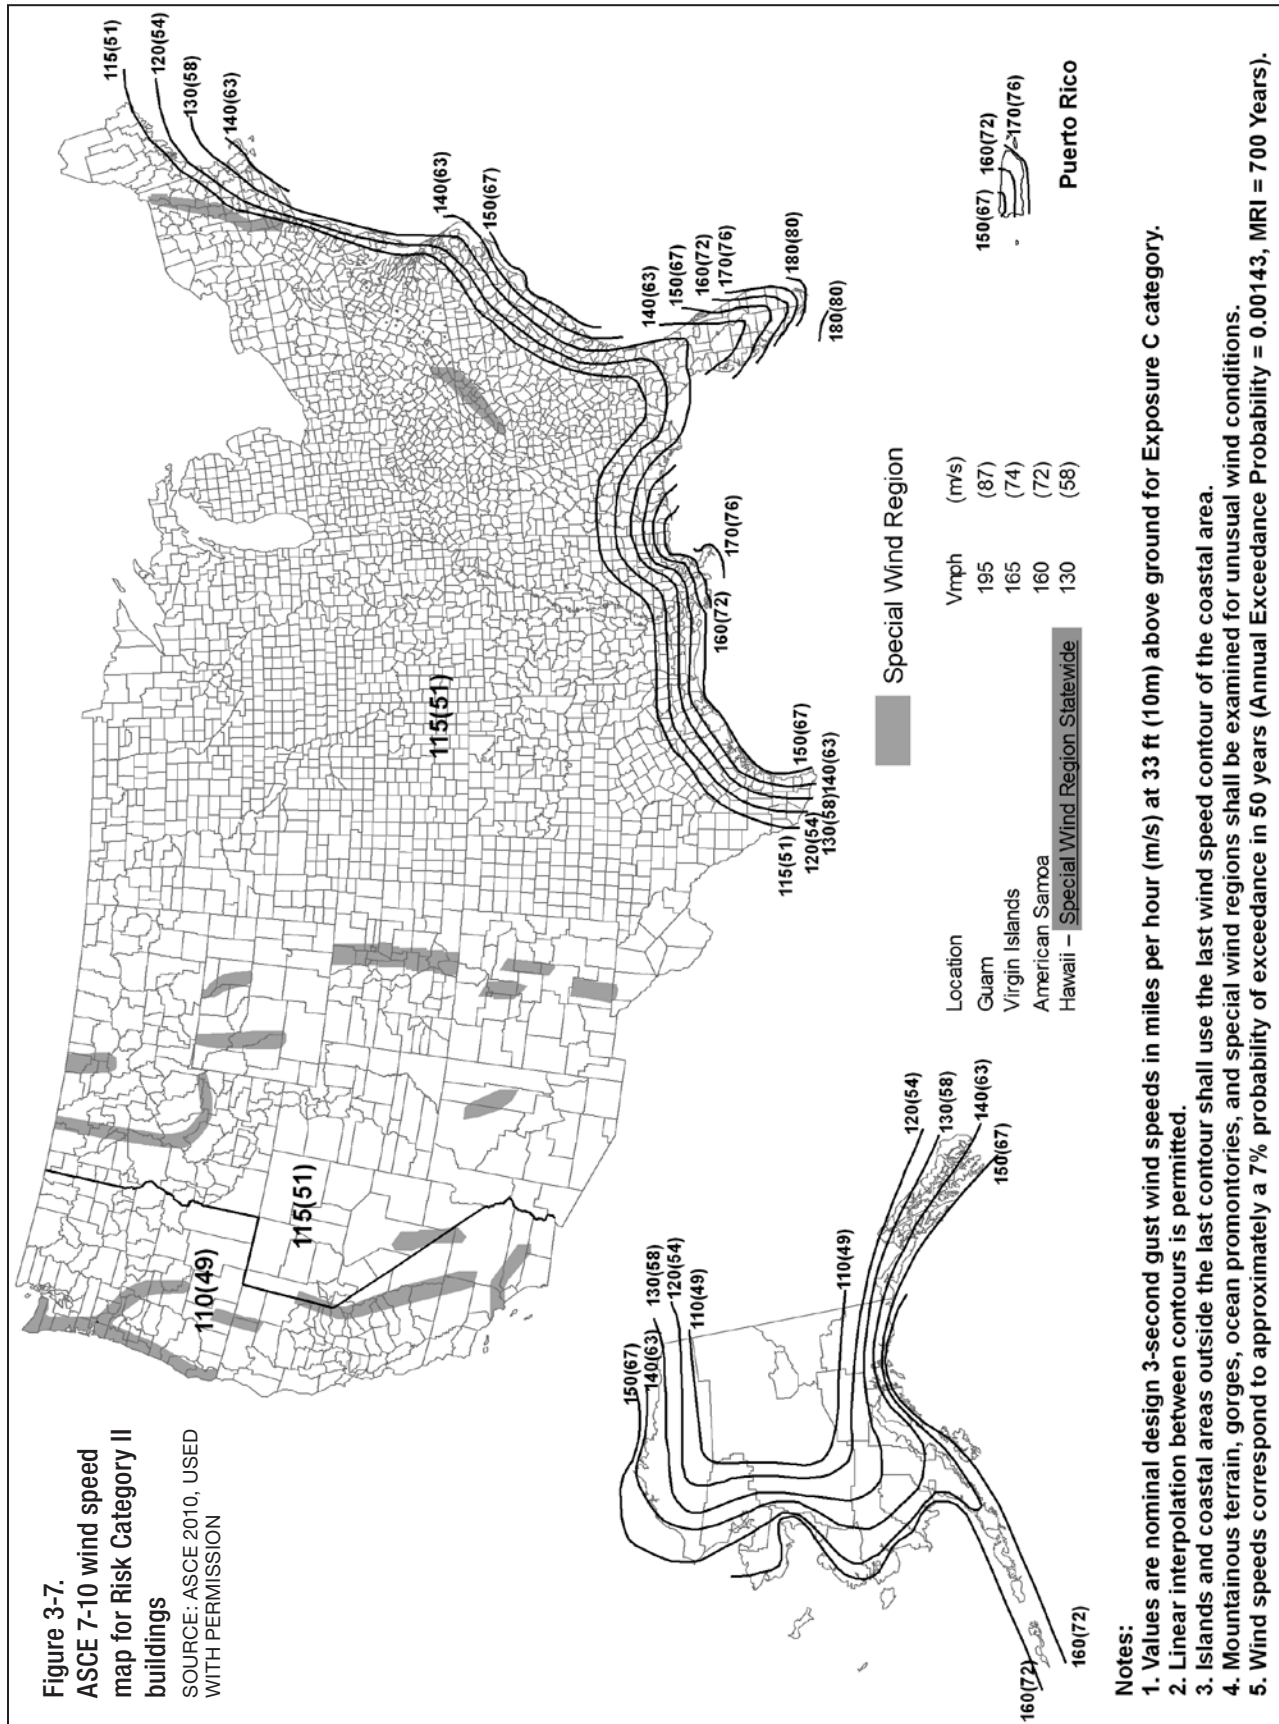 Figure 3-7.
ASCE 7-10 wind speed
map for Risk Category II
buildings
SOURCE: ASCE 2010, USED
WITH PERMISSION
110(49)
115(51)
115(51)
115(51)
120(54)
130(58)
140(63)
140(63)
150(67)
140(63)
150(67)
160(72)
170(76)
180(80)
180(80)
170(76)
160(72)
150(67)
140(63)
130(58)
120(54)
115(51)
150(67)
160(72)
170(76)
Puerto Rico
Special Wind Region
Location Vmph (m/s)
Guam 195 (87)
Virgin Islands 165 (74)
American Samoa 160 (72)
Hawaii – Special Wind Region Statewide 130 (58)
150(67)
140(63)
130(58)
120(54)
110(49)
110(49)
120(54)
130(58)
140(63)
150(67)
160(72)
160(72)
Notes:
1. Values are nominal design 3-second gust wind speeds in miles per hour (m/s) at 33 ft (10m) above ground for Exposure C category.
2. Linear interpolation between contours is permitted.
3. Islands and coastal areas outside the last contour shall use the last wind speed contour of the coastal area.
4. Mountainous terrain, gorges, ocean promontories, and special wind regions shall be examined for unusual wind conditions.
5. Wind speeds correspond to approximately a 7% probability of exceedance in 50 years (Annual Exceedance Probability = 0.00143, MRI = 700 Years).